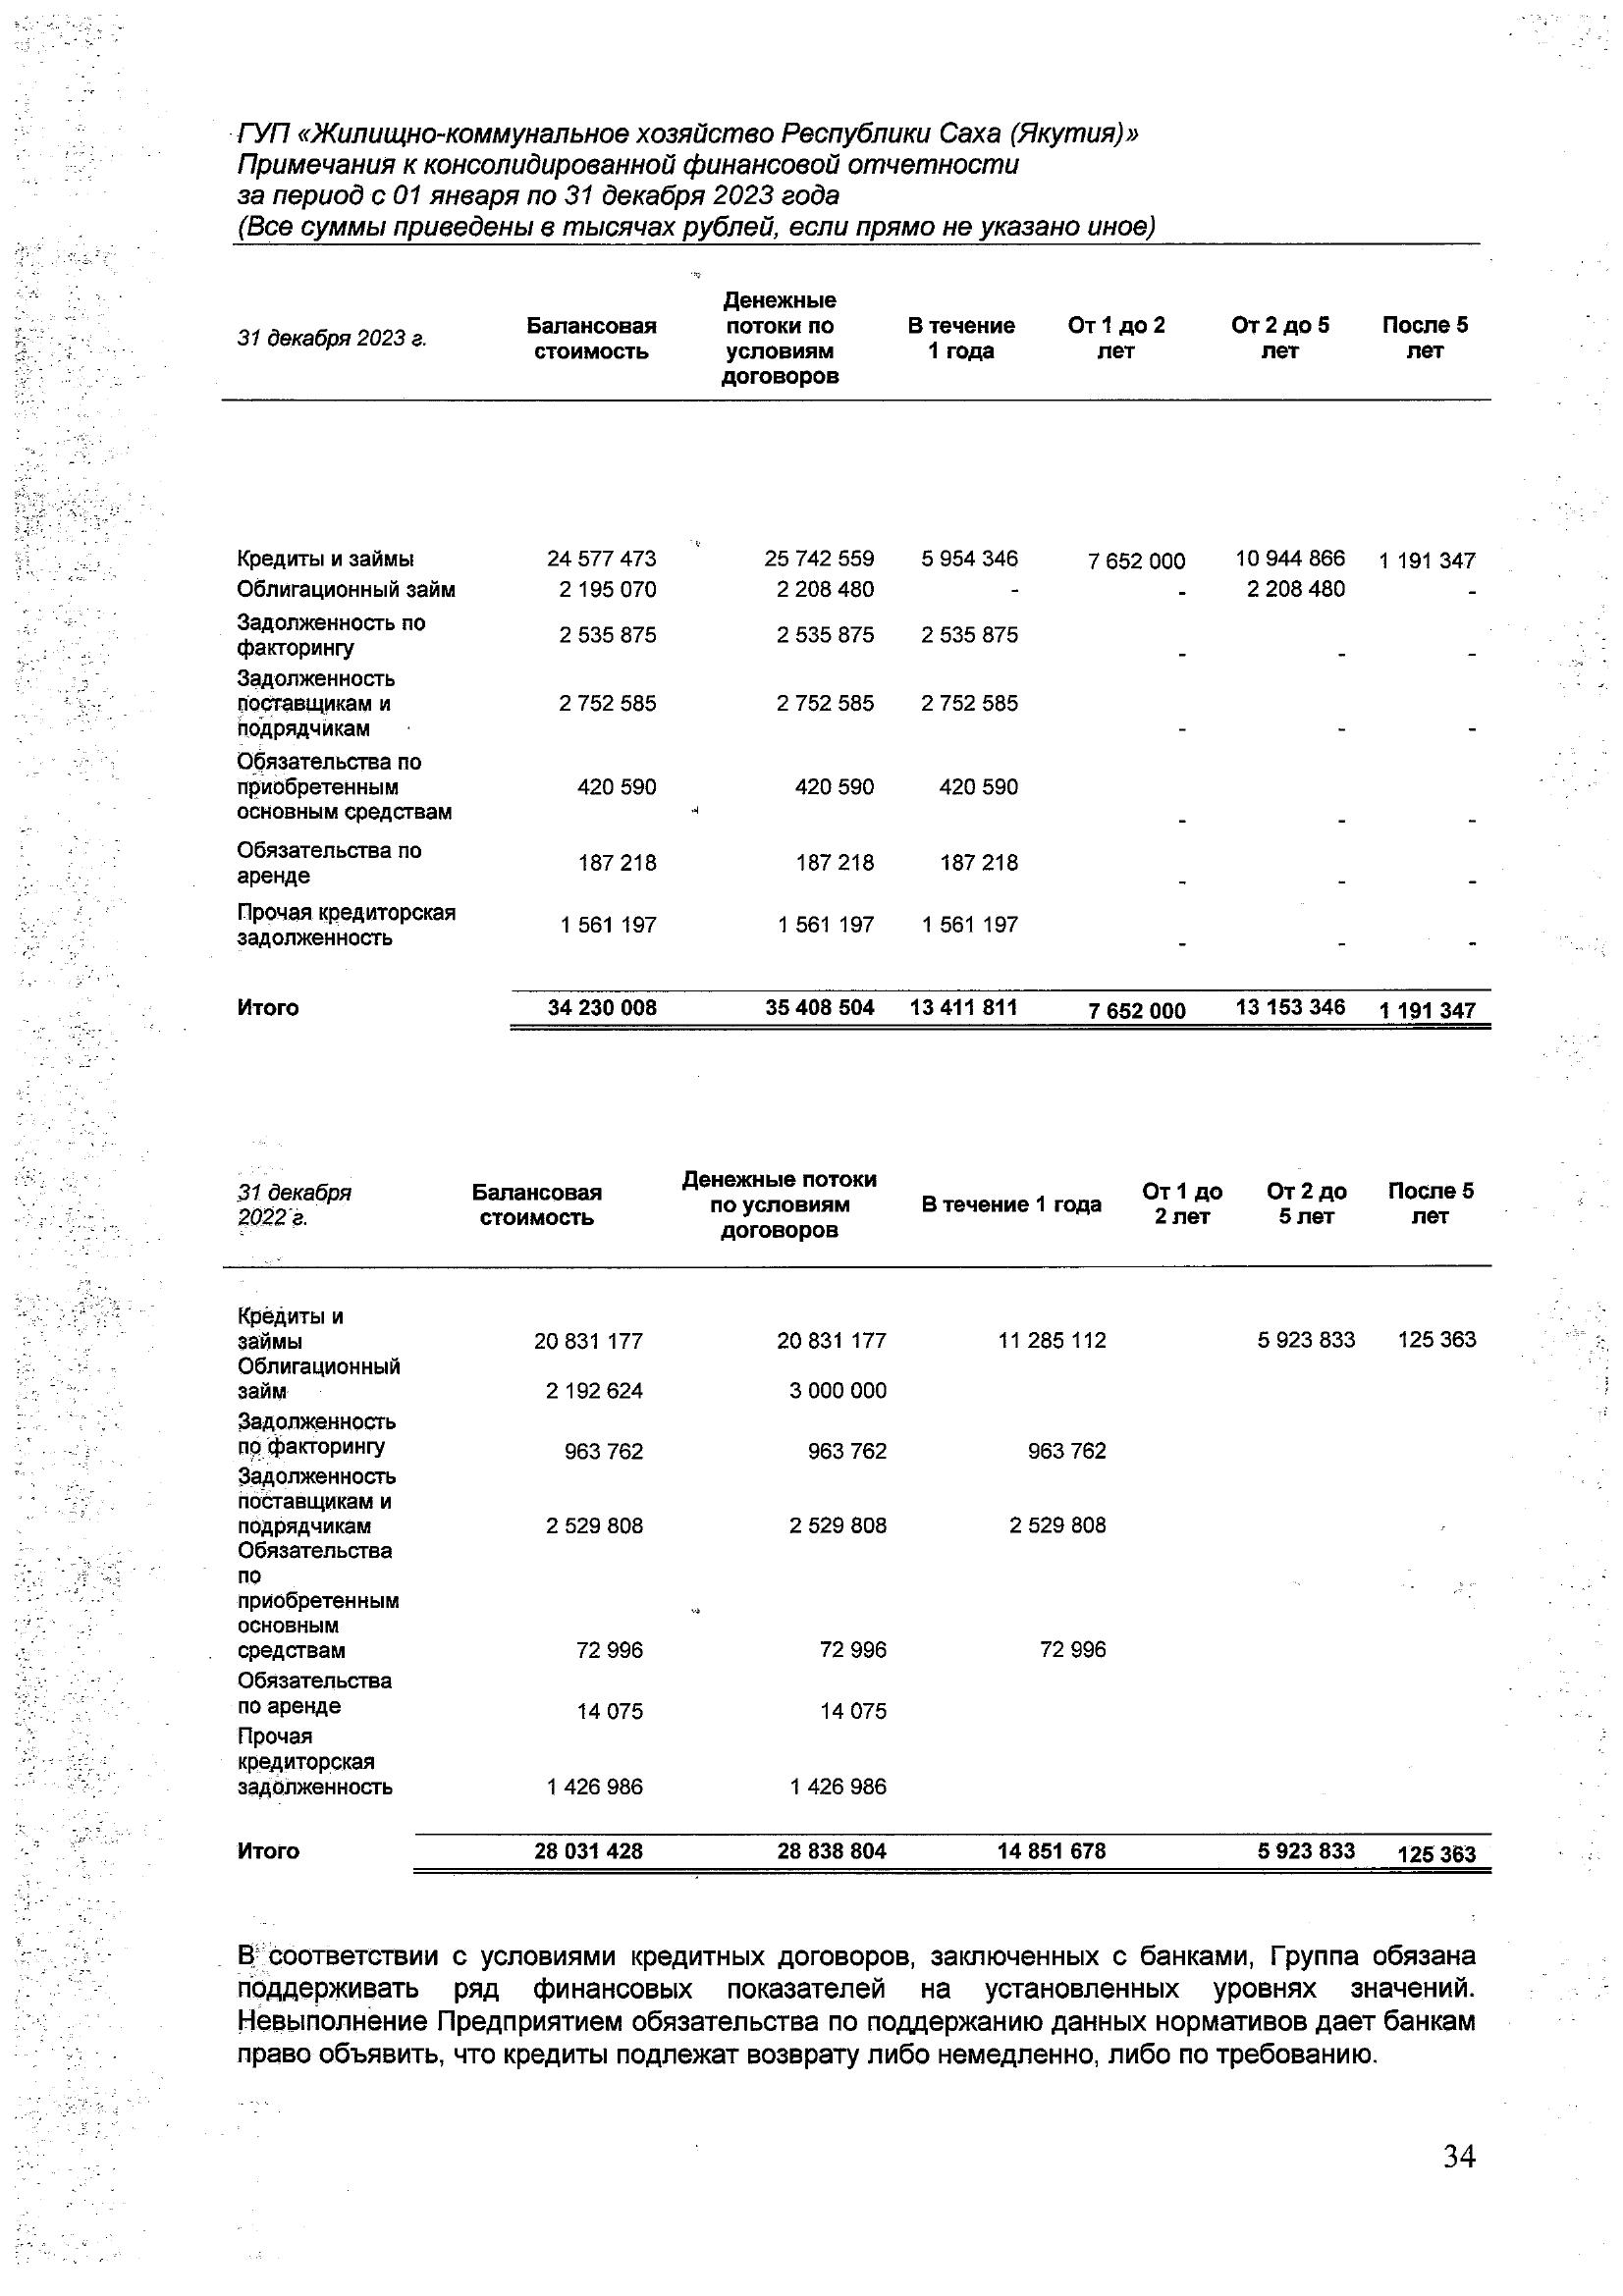 ГУП «Жилищно-коммунальное хозяйство Республики Саха (Якутия)»
Примечания к консолидированной финансовой отчетности
за период с 01 января по 31 декабря 2023 года
(Все суммы приведены в тысячах рублей, если прямо не указано иное)
31 декабря 2023 г. Балансовая стоимость Денежные потоки по условиям договоров В течение 1 года От 1 до 2 лет От 2 до 5 лет После 5 лет
Кредиты и займы 24 577 473 25 742 559 5 954 346 7 652 000 10 944 866 1 191 347
Облигационный займ 2 195 070 2 208 480 - - 2 208 480 -
Задолженность по
факторингу 2 535 875 2 535 875 2 535 875 - - -
Задолженность
поставщикам и 2 752 585 2 752 585 2 752 585
подрядчикам - - -
Обязательства по
приобретенным 420 590 420 590 420 590
основным средствам - - -
Обязательства по
аренде 187 218 187 218 187 218 - - -
Прочая кредиторская
задолженность 1 561 197 1 561 197 1 561 197 - - -
Итого 34 230 008 35 408 504 13 411 811 7 652 000 13 153 346 1 191 347
31 декабря 2022 г. Балансовая стоимость Денежные потоки по условиям договоров В течение 1 года От 1 до 2 лет От 2 до 5 лет После 5 лет
Кредиты и
займы 20 831 177 20 831 177 11 285 112 5 923 833 125 363
Облигационный
займ 2 192 624 3 000 000
Задолженность
по факторингу 963 762 963 762 963 762
Задолженность
поставщикам и
подрядчикам 2 529 808 2 529 808 2 529 808
Обязательства
по
приобретенным
основным
средствам 72 996 72 996 72 996
Обязательства
по аренде 14 075 14 075
Прочая
кредиторская
задолженность 1 426 986 1 426 986
Итого 28 031 428 28 838 804 14 851 678 5 923 833 125 363
В соответствии с условиями кредитных договоров, заключенных с банками, Группа обязана
поддерживать ряд финансовых показателей на установленных уровнях значений.
Невыполнение Предприятием обязательства по поддержанию данных нормативов дает банкам
право объявить, что кредиты подлежат возврату либо немедленно, либо по требованию.
34